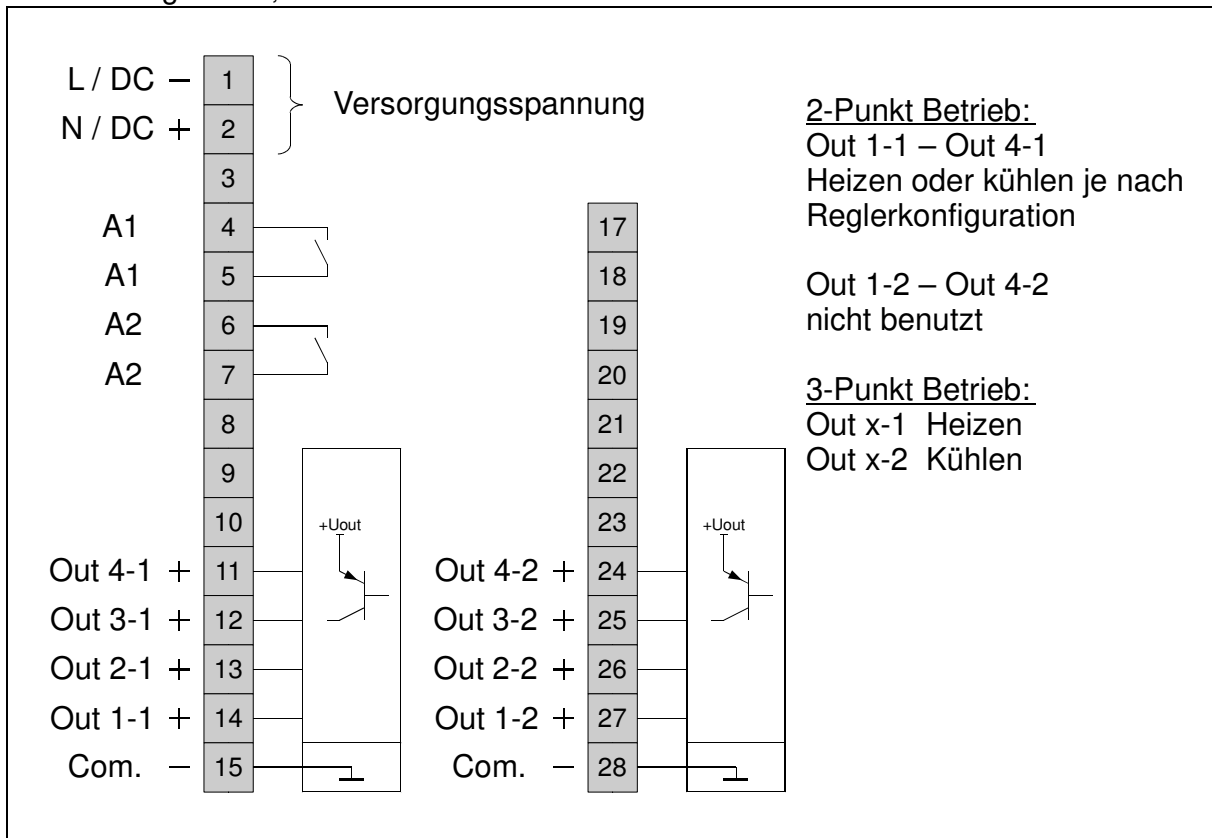 L / DC − 1
N / DC + 2
Versorgungsspannung
3
A1 4
A1 5
A2 6
A2 7
8
9
10
+Uout
Out 4-1 + 11
Out 3-1 + 12
Out 2-1 + 13
Out 1-1 + 14
Com. − 15
17
18
19
20
21
22
23
+Uout
Out 4-2 + 24
Out 3-2 + 25
Out 2-2 + 26
Out 1-2 + 27
Com. − 28
2-Punkt Betrieb:
Out 1-1 – Out 4-1
Heizen oder kühlen je nach
Reglerkonfiguration
Out 1-2 – Out 4-2
nicht benutzt
3-Punkt Betrieb:
Out x-1 Heizen
Out x-2 Kühlen